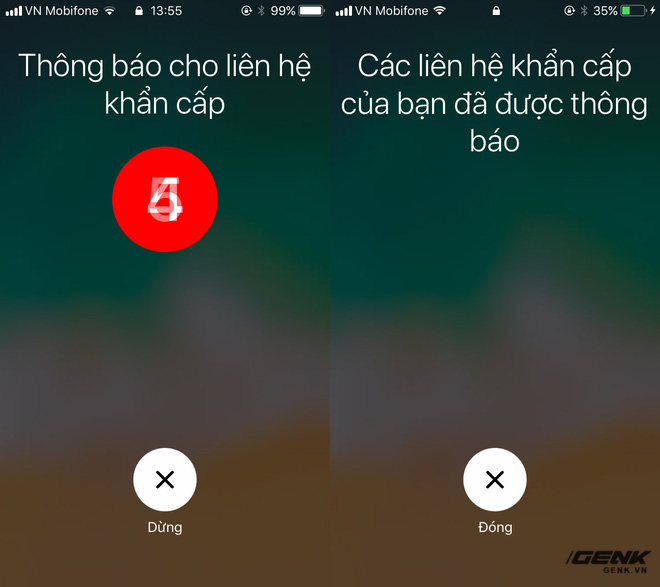 VN Mobifone 13:55 99%
Thông báo cho liên hệ
khẩn cấp
Dừng
VN Mobifone 35%
Các liên hệ khẩn cấp
của bạn đã được thông
báo
Đóng
GENK
GENK.VN